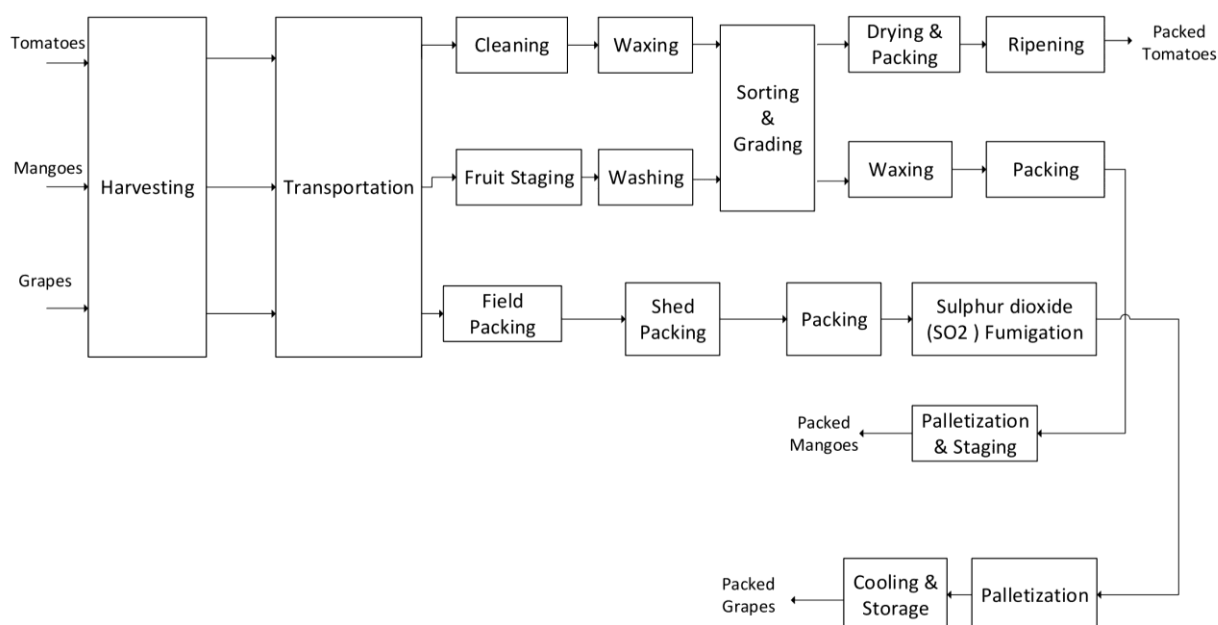 Tomatoes
Mangoes
Grapes
Harvesting
Transportation
Cleaning
Waxing
Sorting
&
Grading
Drying &
Packing
Ripening
Packed
Tomatoes
Fruit Staging
Washing
Waxing
Packing
Field
Packing
Shed
Packing
Packing
Sulphur dioxide
(SO2 ) Fumigation
Packed
Mangoes
Palletization
& Staging
Packed
Grapes
Cooling &
Storage
Palletization